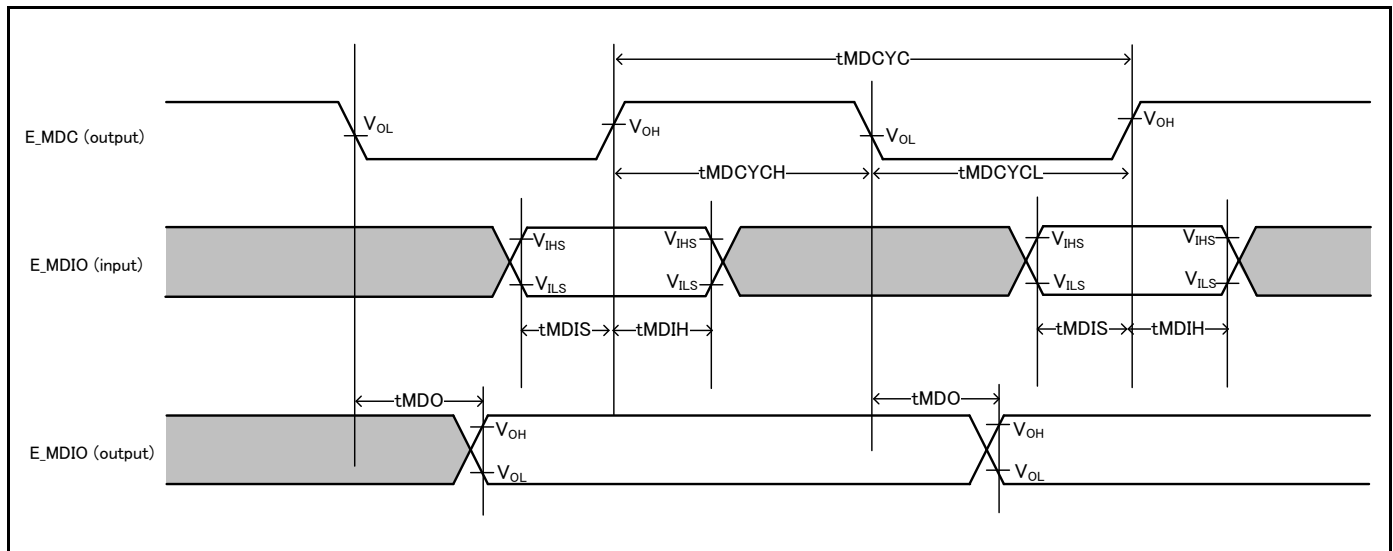 tMDCYC
E_MDC (output)
VOL
VOH
VOL
VOH
tMDCYCH
tMDCYCL
E_MDIO (input)
VIHS
VIHS
VIHS
VIHS
VILS
VILS
VILS
VILS
tMDIS
tMDIH
tMDIS
tMDIH
tMDO
tMDO
E_MDIO (output)
VOH
VOH
VOL
VOL